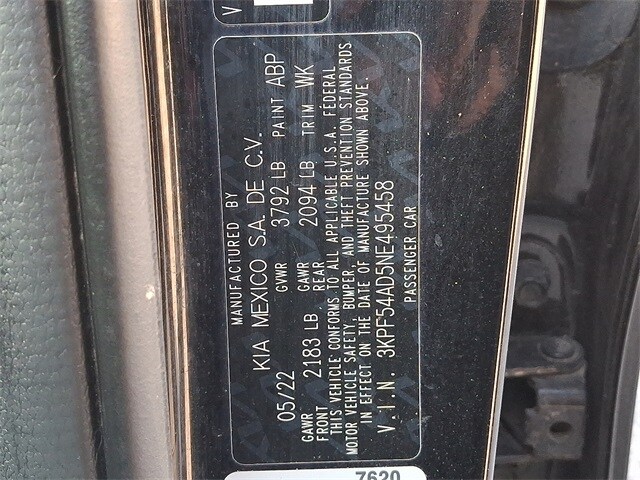 MANUFACTURED BY
KIA MEXICO S.A. DE C.V.
05/22 GVWR 3792 LB PAINT ABP
GAWR FRONT 2183 LB GAWR REAR 2094 LB TRIM WK
THIS VEHICLE CONFORMS TO ALL APPLICABLE U.S.A. FEDERAL
MOTOR VEHICLE SAFETY, BUMPER, AND THEFT PREVENTION STANDARDS
IN EFFECT ON THE DATE OF MANUFACTURE SHOWN ABOVE.
V.I.N. 3KPF54AD5NE495458
PASSENGER CAR
V
7620